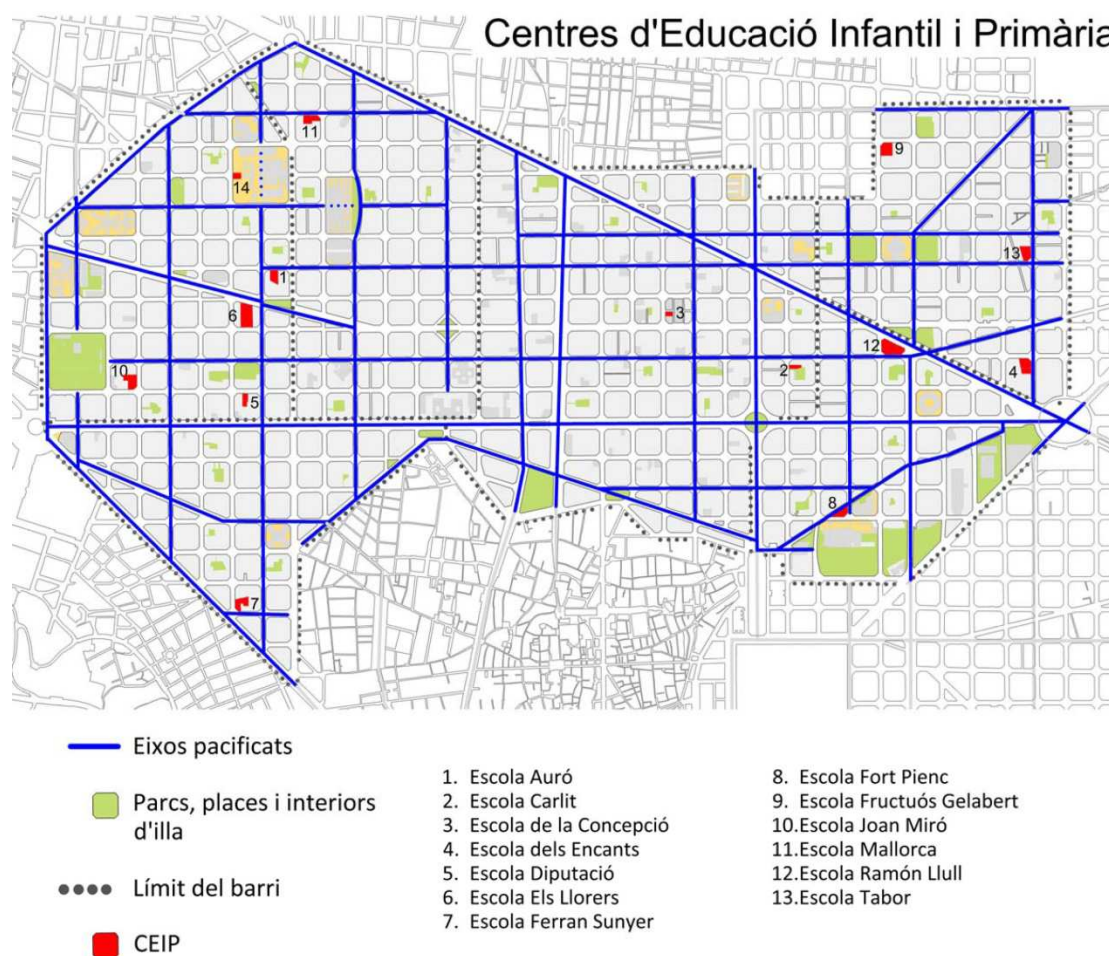 Centres d'Educació Infantil i Primària
11
9
14
13
1
6
3
12
10
2
4
5
8
7
Eixos pacificats
Parcs, places i interiors
d'illa
Límit del barri
CEIP
1. Escola Auró
2. Escola Carlit
3. Escola de la Concepció
4. Escola dels Encants
5. Escola Diputació
6. Escola Els Llorers
7. Escola Ferran Sunyer
8. Escola Fort Pienc
9. Escola Fructuós Gelabert
10.Escola Joan Miró
11.Escola Mallorca
12.Escola Ramón Llull
13.Escola Tabor